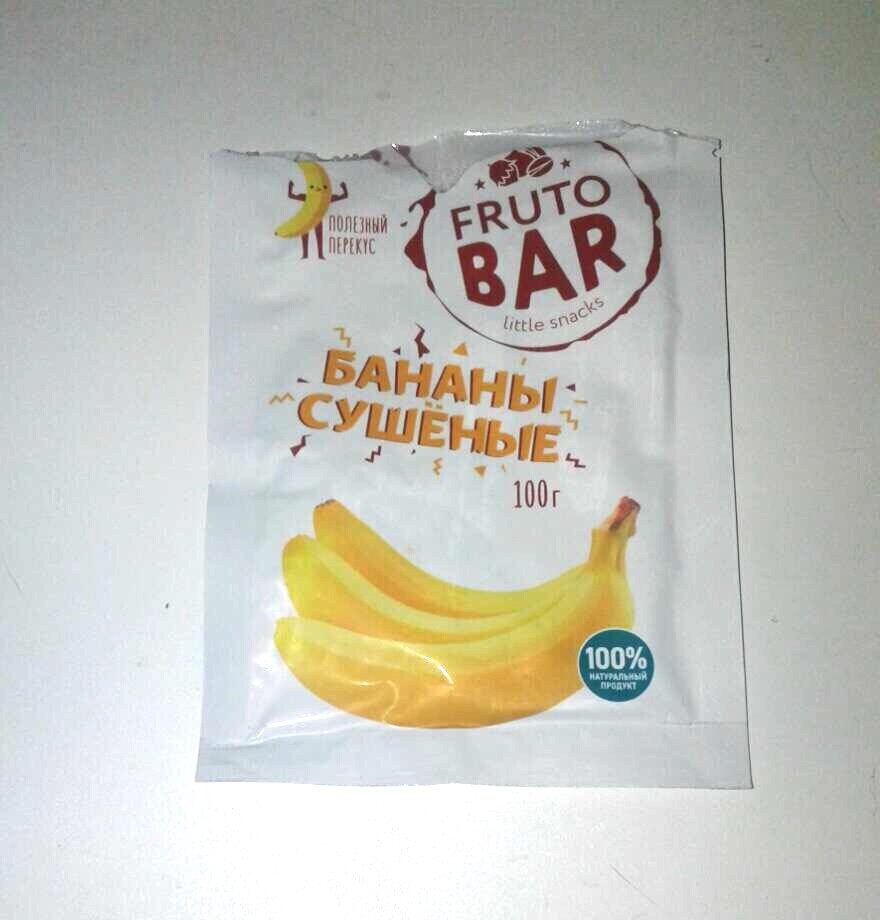 ПОЛЕЗНЫЙ
ПЕРЕКУС
FRUTO
BAR
little snacks
БАНАНЫ
СУШЁНЫЕ
100г
100%
НАТУРАЛЬНЫЙ
ПРОДУКТ